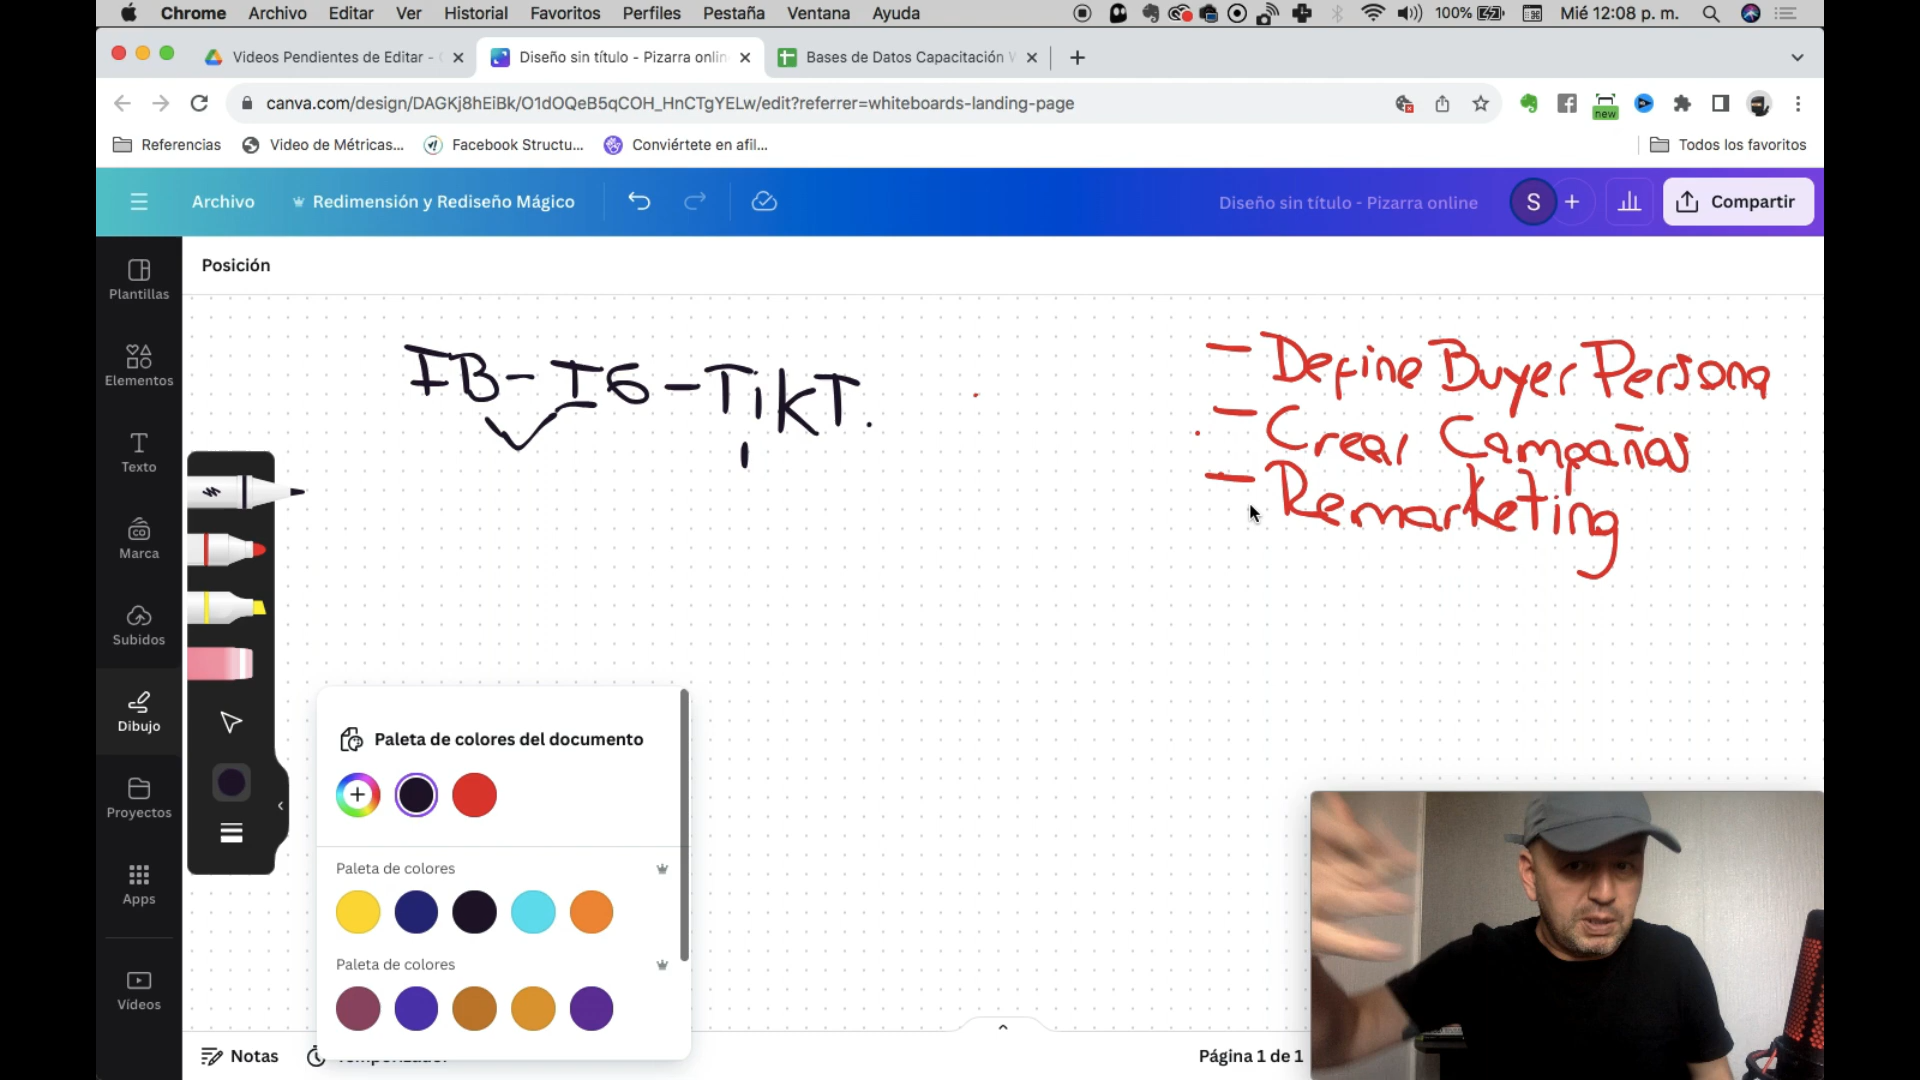 Chrome Archivo Editar Ver Historial Favoritos Perfiles Pestaña Ventana Ayuda 100% Mié 12:08 p. m.
Videos Pendientes de Editar - Diseño sin título - Pizarra onlin Bases de Datos Capacitación
canva.com/design/DAGKj8hEiBk/O1dOQeB5qCOH_HnCTgYELw/edit?referrer=whiteboards-landing-page new
Referencias Video de Métricas... Facebook Structu... Conviértete en afil... Todos los favoritos
Archivo Redimensión y Rediseño Mágico Diseño sin título - Pizarra online S + Compartir
Posición
Plantillas
Elementos
Texto
Marca
Subidos
Dibujo
Proyectos
Apps
Vídeos
FB - IG - TikT.
- Define Buyer Persona
- Crear Campañas
- Remarketing
Paleta de colores del documento
Paleta de colores
Paleta de colores
Notas
Página 1 de 1